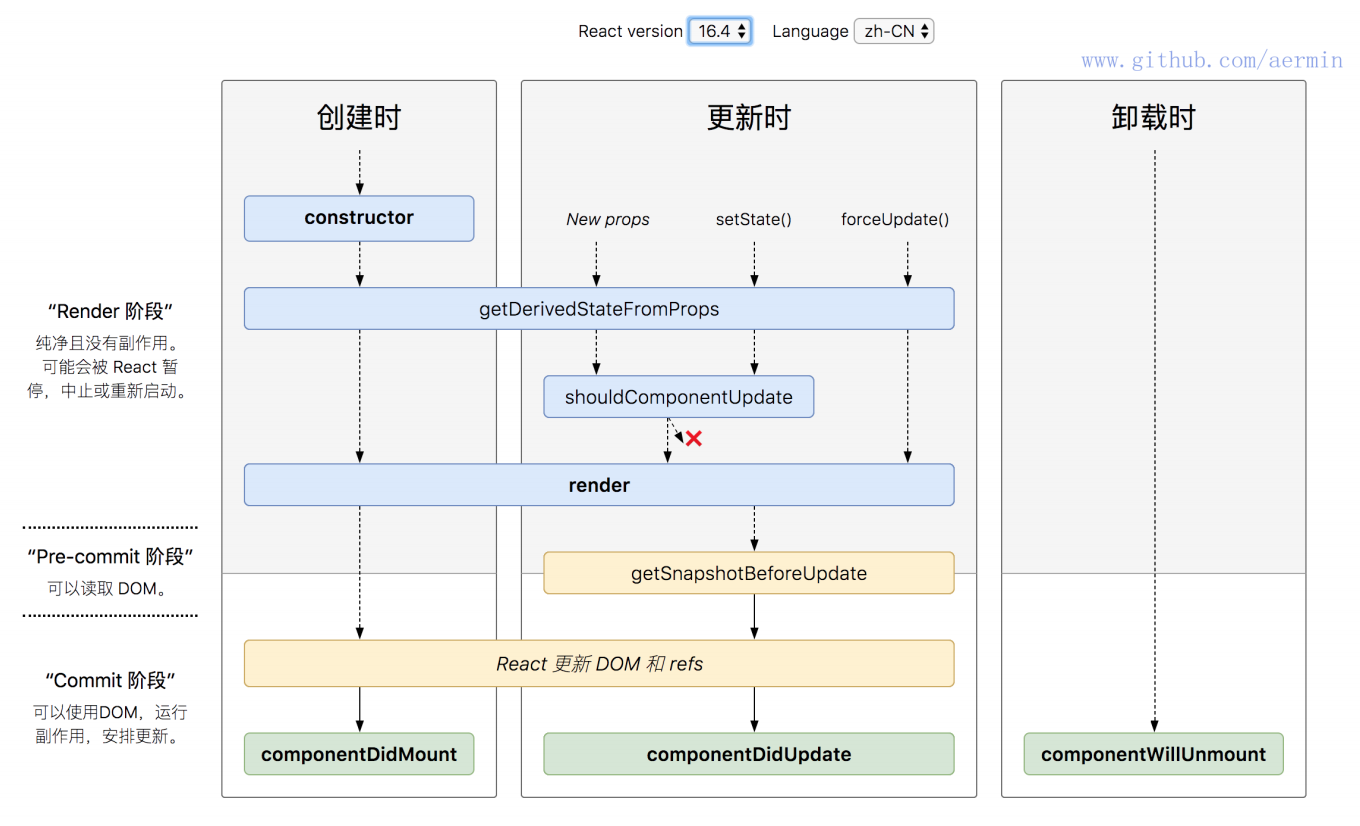 React version 16.4 Language zh-CN
www.github.com/aermin
创建时
更新时
卸载时
constructor
New props
setState()
forceUpdate()
“Render 阶段”
纯净且没有副作用。
可能会被 React 暂
停，中止或重新启动。
getDerivedStateFromProps
shouldComponentUpdate
render
“Pre-commit 阶段”
可以读取 DOM。
getSnapshotBeforeUpdate
“Commit 阶段”
可以使用DOM，运行
副作用，安排更新。
React 更新 DOM 和 refs
componentDidMount
componentDidUpdate
componentWillUnmount